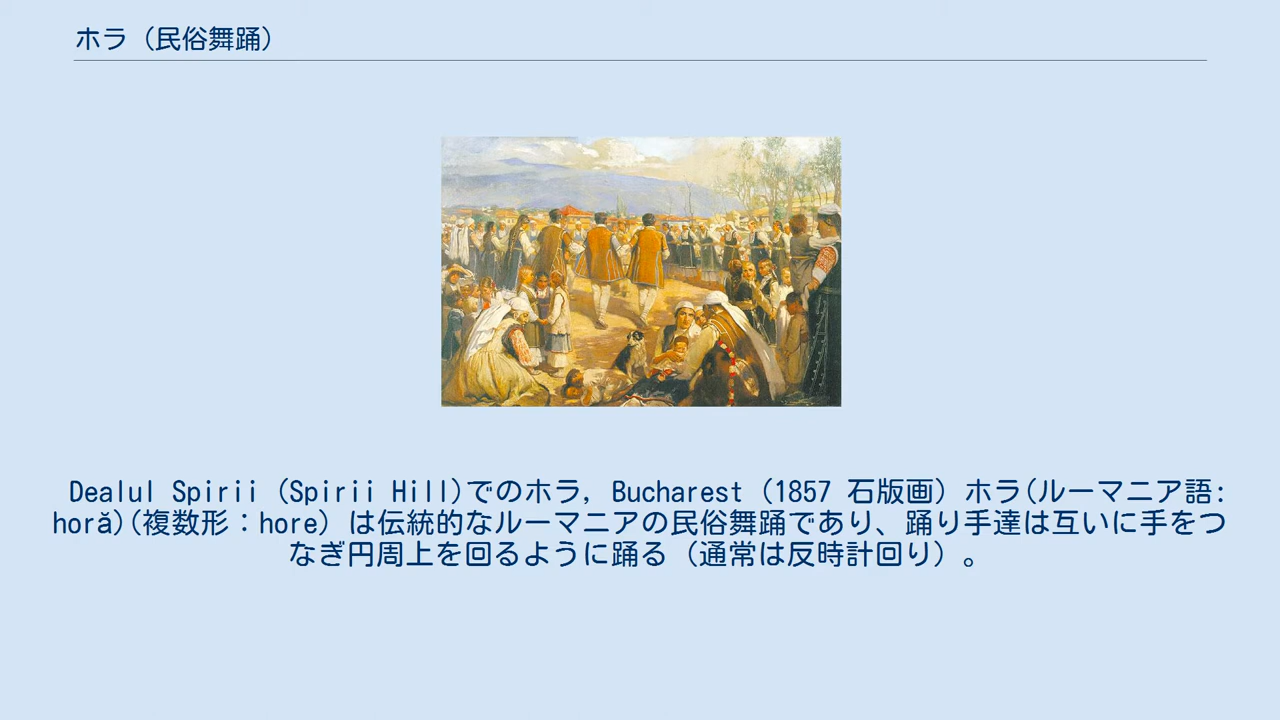 ホラ（民俗舞踊）
Dealul Spirii (Spirii Hill)でのホラ, Bucharest (1857 石版画) ホラ(ルーマニア語:
horă)(複数形：hore) は伝統的なルーマニアの民俗舞踊であり、踊り手達は互いに手をつ
なぎ円周上を回るように踊る（通常は反時計回り）。